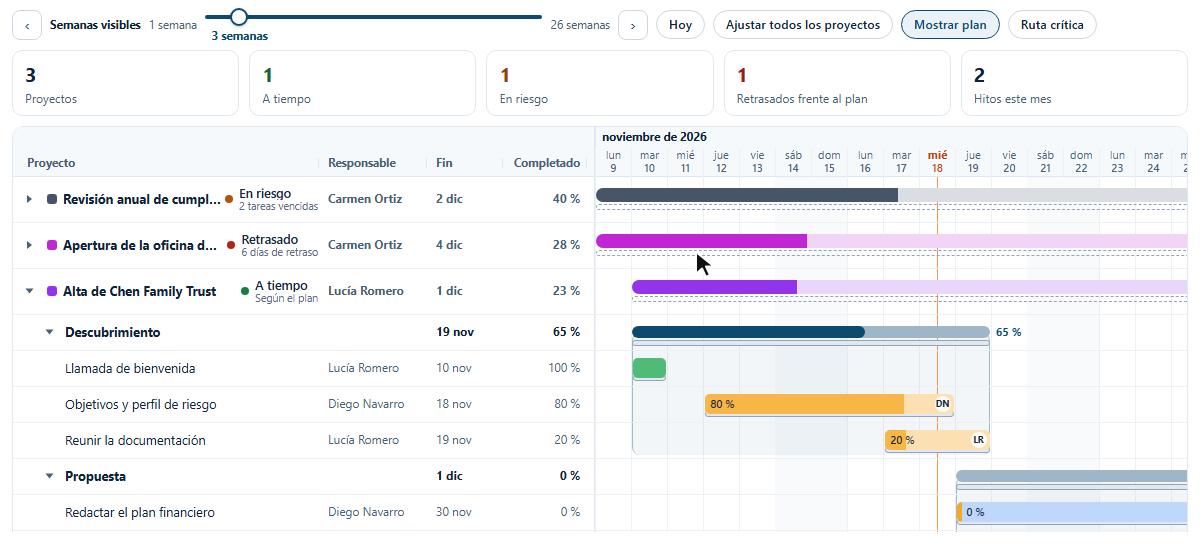 ‹ Semanas visibles 1 semana 3 semanas 26 semanas › Hoy Ajustar todos los proyectos Mostrar plan Ruta crítica
3
Proyectos
1
A tiempo
1
En riesgo
1
Retrasados frente al plan
2
Hitos este mes
noviembre de 2026
Proyecto Responsable Fin Completado
lun mar mié jue vie sáb dom lun mar mié jue vie sáb dom lun mar
9 10 11 12 13 14 15 16 17 18 19 20 21 22 23 24
Revisión anual de cumpl... En riesgo Carmen Ortiz 2 dic 40 %
2 tareas vencidas
Apertura de la oficina d... Retrasado Carmen Ortiz 4 dic 28 %
6 días de retraso
Alta de Chen Family Trust A tiempo Lucía Romero 1 dic 23 %
Según el plan
Descubrimiento 19 nov 65 % 65 %
Llamada de bienvenida Lucía Romero 10 nov 100 %
Objetivos y perfil de riesgo Diego Navarro 18 nov 80 % 80 % DN
Reunir la documentación Lucía Romero 19 nov 20 % 20 % LR
Propuesta 1 dic 0 %
Redactar el plan financiero Diego Navarro 30 nov 0 % 0 %